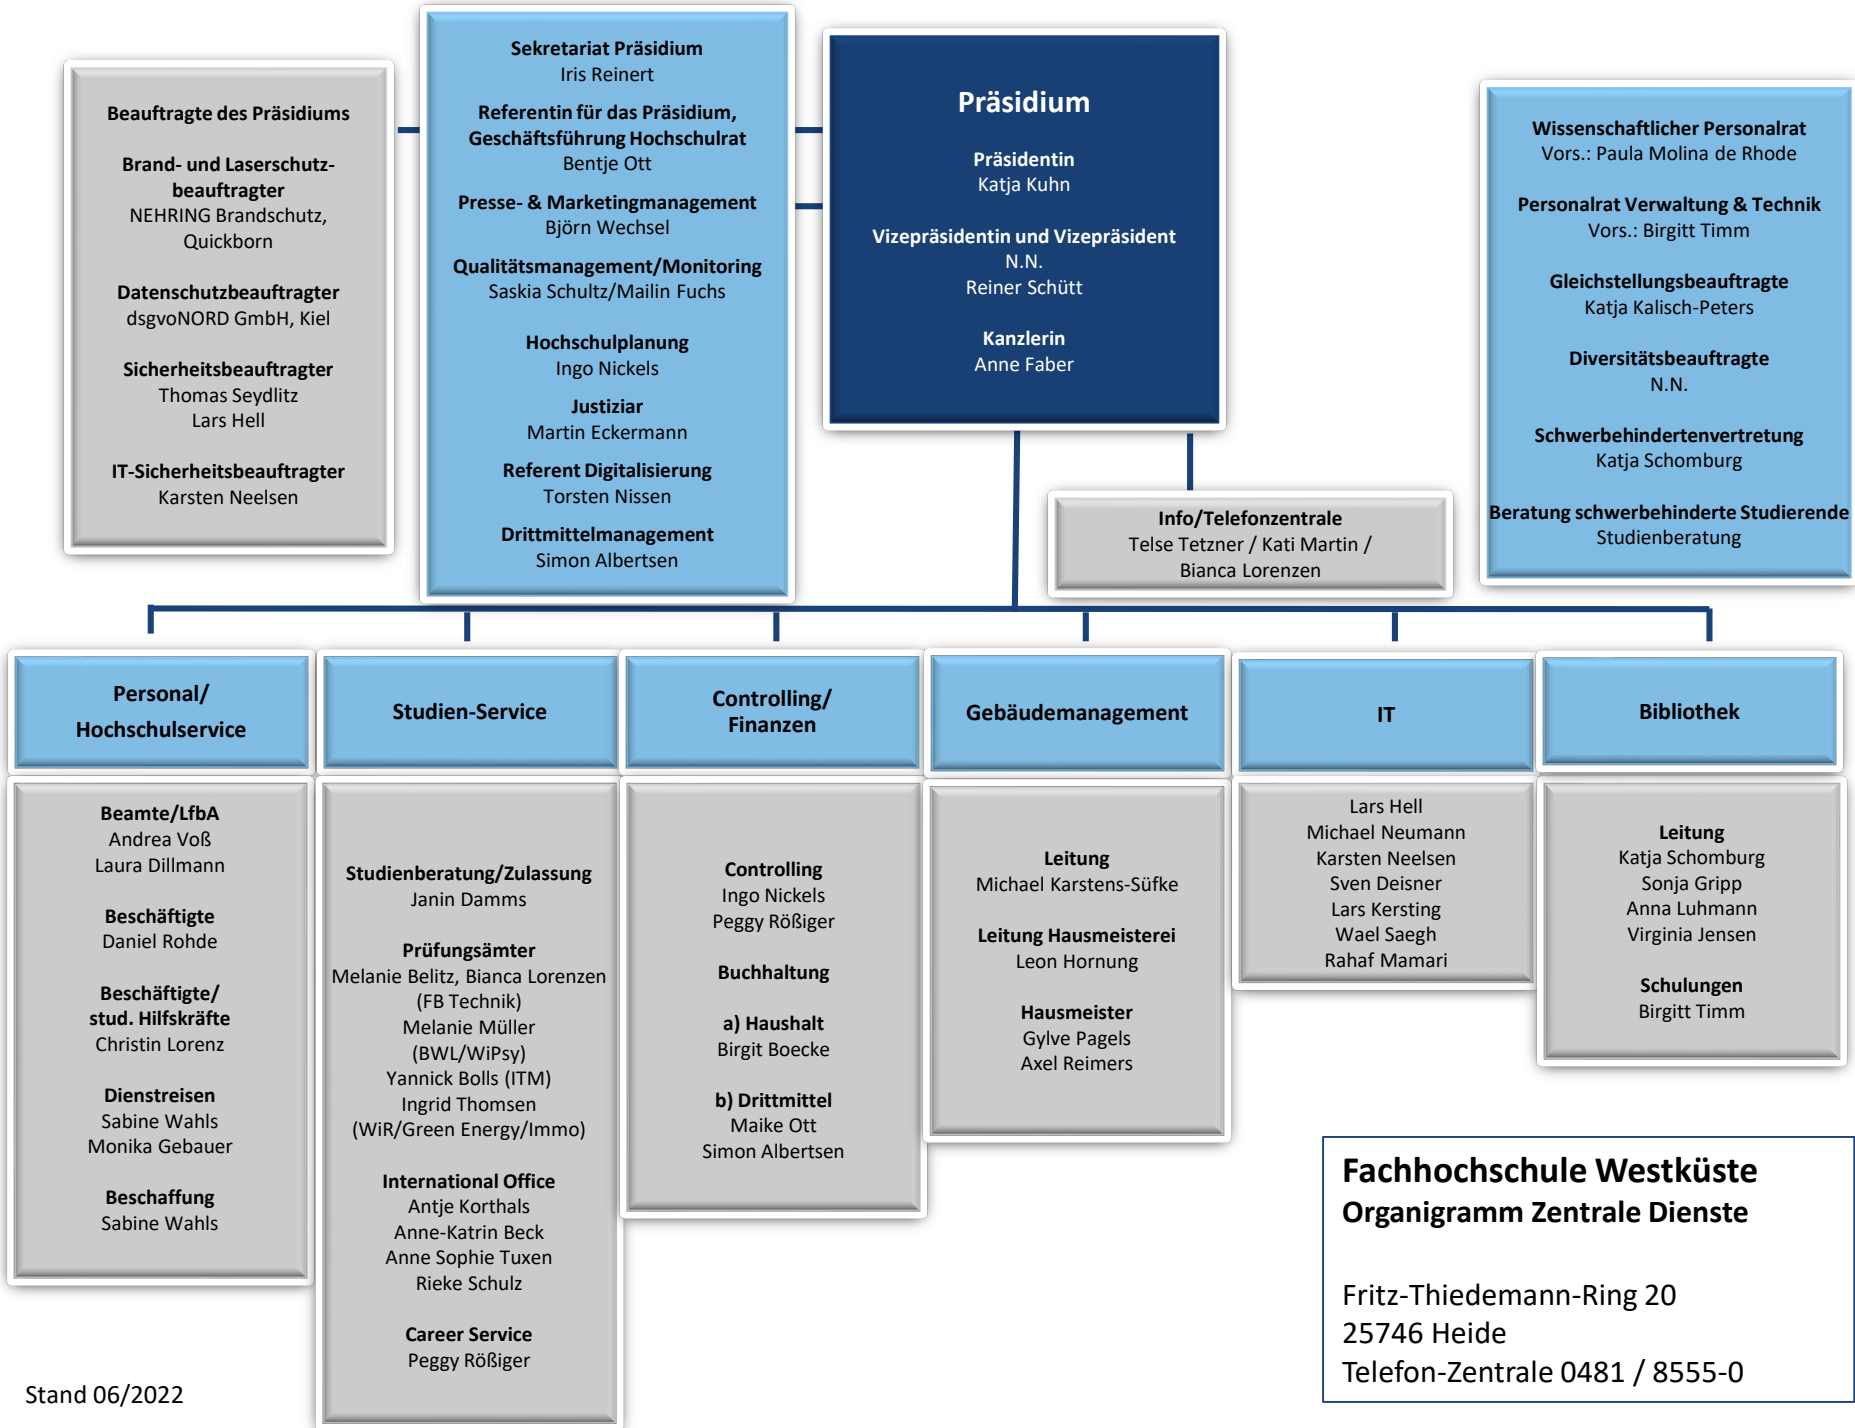 Beauftragte des Präsidiums
Brand- und Laserschutz-
beauftragter
NEHRING Brandschutz,
Quickborn
Datenschutzbeauftragter
dsgvoNORD GmbH, Kiel
Sicherheitsbeauftragter
Thomas Seydlitz
Lars Hell
IT-Sicherheitsbeauftragter
Karsten Neelsen
Sekretariat Präsidium
Iris Reinert
Referentin für das Präsidium,
Geschäftsführung Hochschulrat
Bentje Ott
Presse- & Marketingmanagement
Björn Wechsel
Qualitätsmanagement/Monitoring
Saskia Schultz/Mailin Fuchs
Hochschulplanung
Ingo Nickels
Justiziar
Martin Eckermann
Referent Digitalisierung
Torsten Nissen
Drittmittelmanagement
Simon Albertsen
Präsidium
Präsidentin
Katja Kuhn
Vizepräsidentin und Vizepräsident
N.N.
Reiner Schütt
Kanzlerin
Anne Faber
Info/Telefonzentrale
Telse Tetzner / Kati Martin /
Bianca Lorenzen
Wissenschaftlicher Personalrat
Vors.: Paula Molina de Rhode
Personalrat Verwaltung & Technik
Vors.: Birgitt Timm
Gleichstellungsbeauftragte
Katja Kalisch-Peters
Diversitätsbeauftragte
N.N.
Schwerbehindertenvertretung
Katja Schomburg
Beratung schwerbehinderte Studierende
Studienberatung
Personal/
Hochschulservice
Beamte/LfbA
Andrea Voß
Laura Dillmann
Beschäftigte
Daniel Rohde
Beschäftigte/
stud. Hilfskräfte
Christin Lorenz
Dienstreisen
Sabine Wahls
Monika Gebauer
Beschaffung
Sabine Wahls
Studien-Service
Studienberatung/Zulassung
Janin Damms
Prüfungsämter
Melanie Belitz, Bianca Lorenzen
(FB Technik)
Melanie Müller
(BWL/WiPsy)
Yannick Bolls (ITM)
Ingrid Thomsen
(WiR/Green Energy/Immo)
International Office
Antje Korthals
Anne-Katrin Beck
Anne Sophie Tuxen
Rieke Schulz
Career Service
Peggy Rößiger
Controlling/
Finanzen
Controlling
Ingo Nickels
Peggy Rößiger
Buchhaltung
a) Haushalt
Birgit Boecke
b) Drittmittel
Maike Ott
Simon Albertsen
Gebäudemanagement
Leitung
Michael Karstens-Süfke
Leitung Hausmeisterei
Leon Hornung
Hausmeister
Gylve Pagels
Axel Reimers
IT
Lars Hell
Michael Neumann
Karsten Neelsen
Sven Deisner
Lars Kersting
Wael Saegh
Rahaf Mamari
Bibliothek
Leitung
Katja Schomburg
Sonja Gripp
Anna Luhmann
Virginia Jensen
Schulungen
Birgitt Timm
Fachhochschule Westküste
Organigramm Zentrale Dienste
Fritz-Thiedemann-Ring 20
25746 Heide
Telefon-Zentrale 0481 / 8555-0
Stand 06/2022